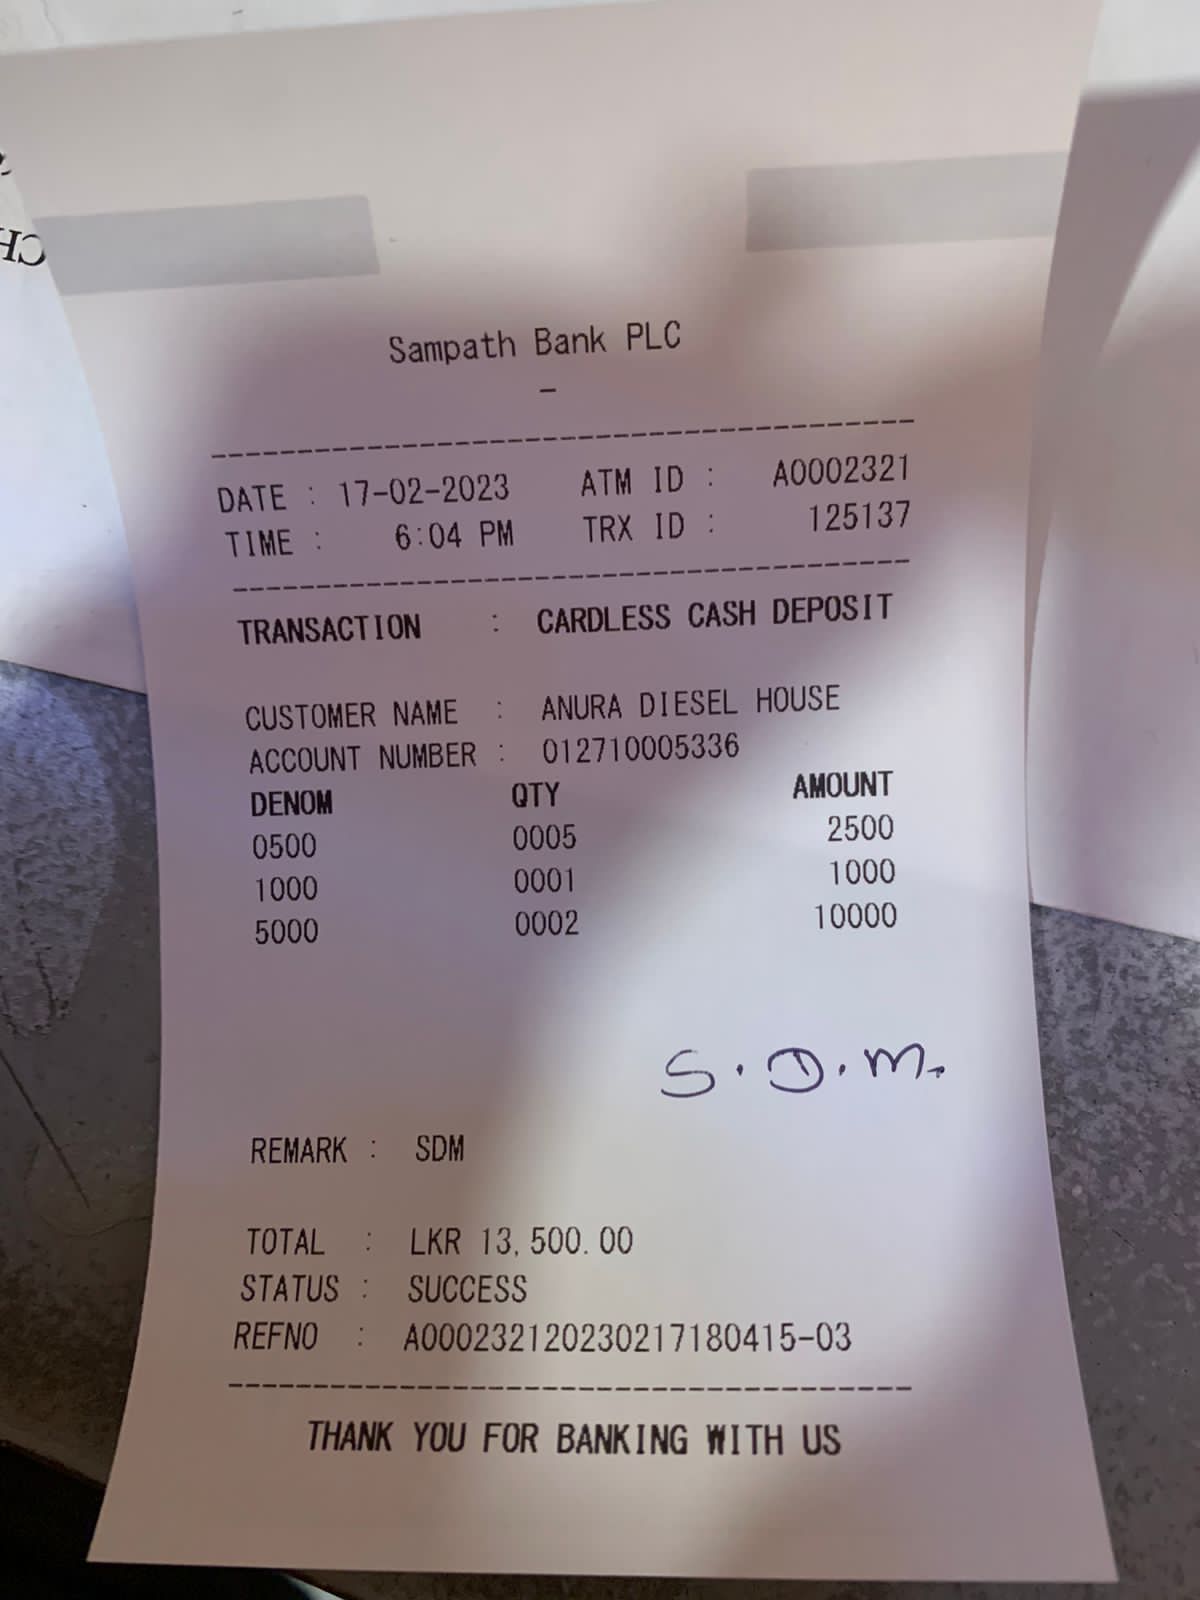 CH
Sampath Bank PLC
-
DATE : 17-02-2023 ATM ID : A0002321
TIME : 6:04 PM TRX ID : 125137
TRANSACTION : CARDLESS CASH DEPOSIT
CUSTOMER NAME : ANURA DIESEL HOUSE
ACCOUNT NUMBER : 012710005336
DENOM QTY AMOUNT
0500 0005 2500
1000 0001 1000
5000 0002 10000
S.D.M.
REMARK : SDM
TOTAL : LKR 13,500.00
STATUS : SUCCESS
REFNO : A000232120230217180415-03
THANK YOU FOR BANKING WITH US